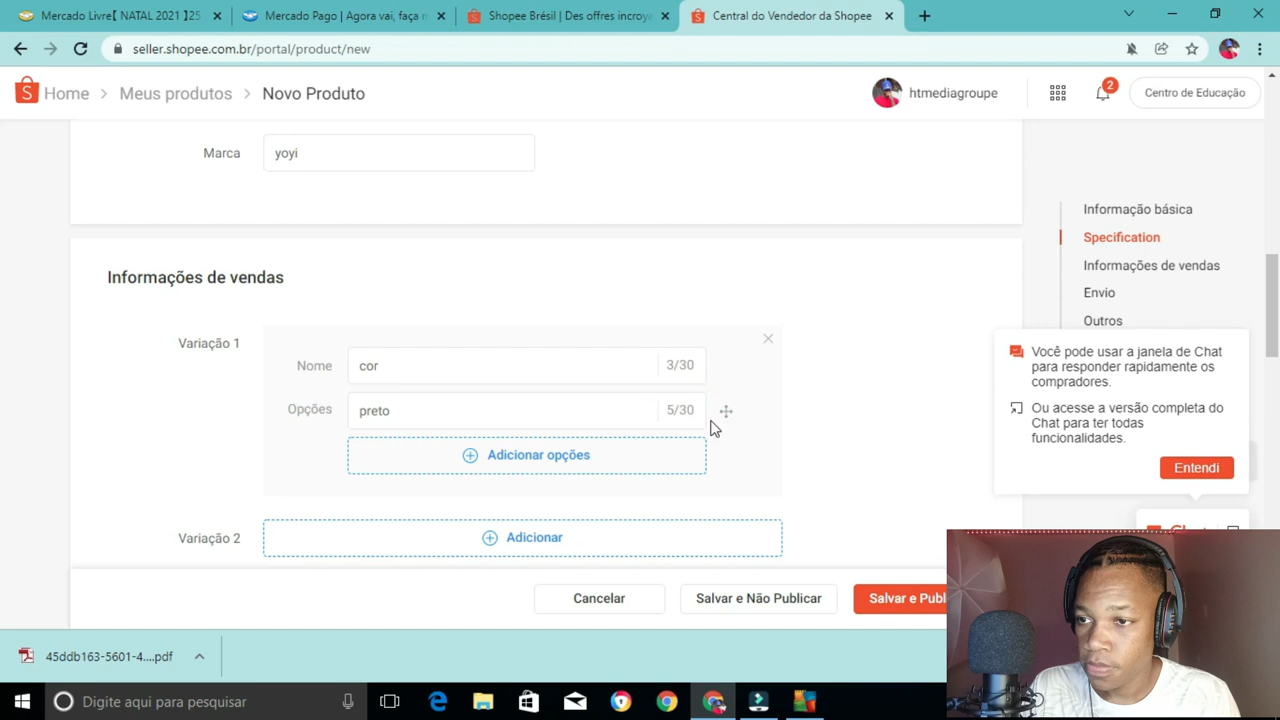 Mercado Livre【 NATAL 2021 】25
Mercado Pago | Agora vai, faça m
Shopee Brésil | Des offres incroya
Central do Vendedor da Shopee
seller.shopee.com.br/portal/product/new
Home > Meus produtos > Novo Produto
htmediagroupe
2
Centro de Educação
Marca
yoyi
Informações de vendas
Variação 1
Nome
cor
3/30
Opções
preto
5/30
Adicionar opções
Variação 2
Adicionar
Informação básica
Specification
Informações de vendas
Envio
Outros
Você pode usar a janela de Chat
para responder rapidamente os
compradores.
Ou acesse a versão completa do
Chat para ter todas
funcionalidades.
Entendi
Cancelar
Salvar e Não Publicar
Salvar e Publ
45ddb163-5601-4....pdf
Digite aqui para pesquisar